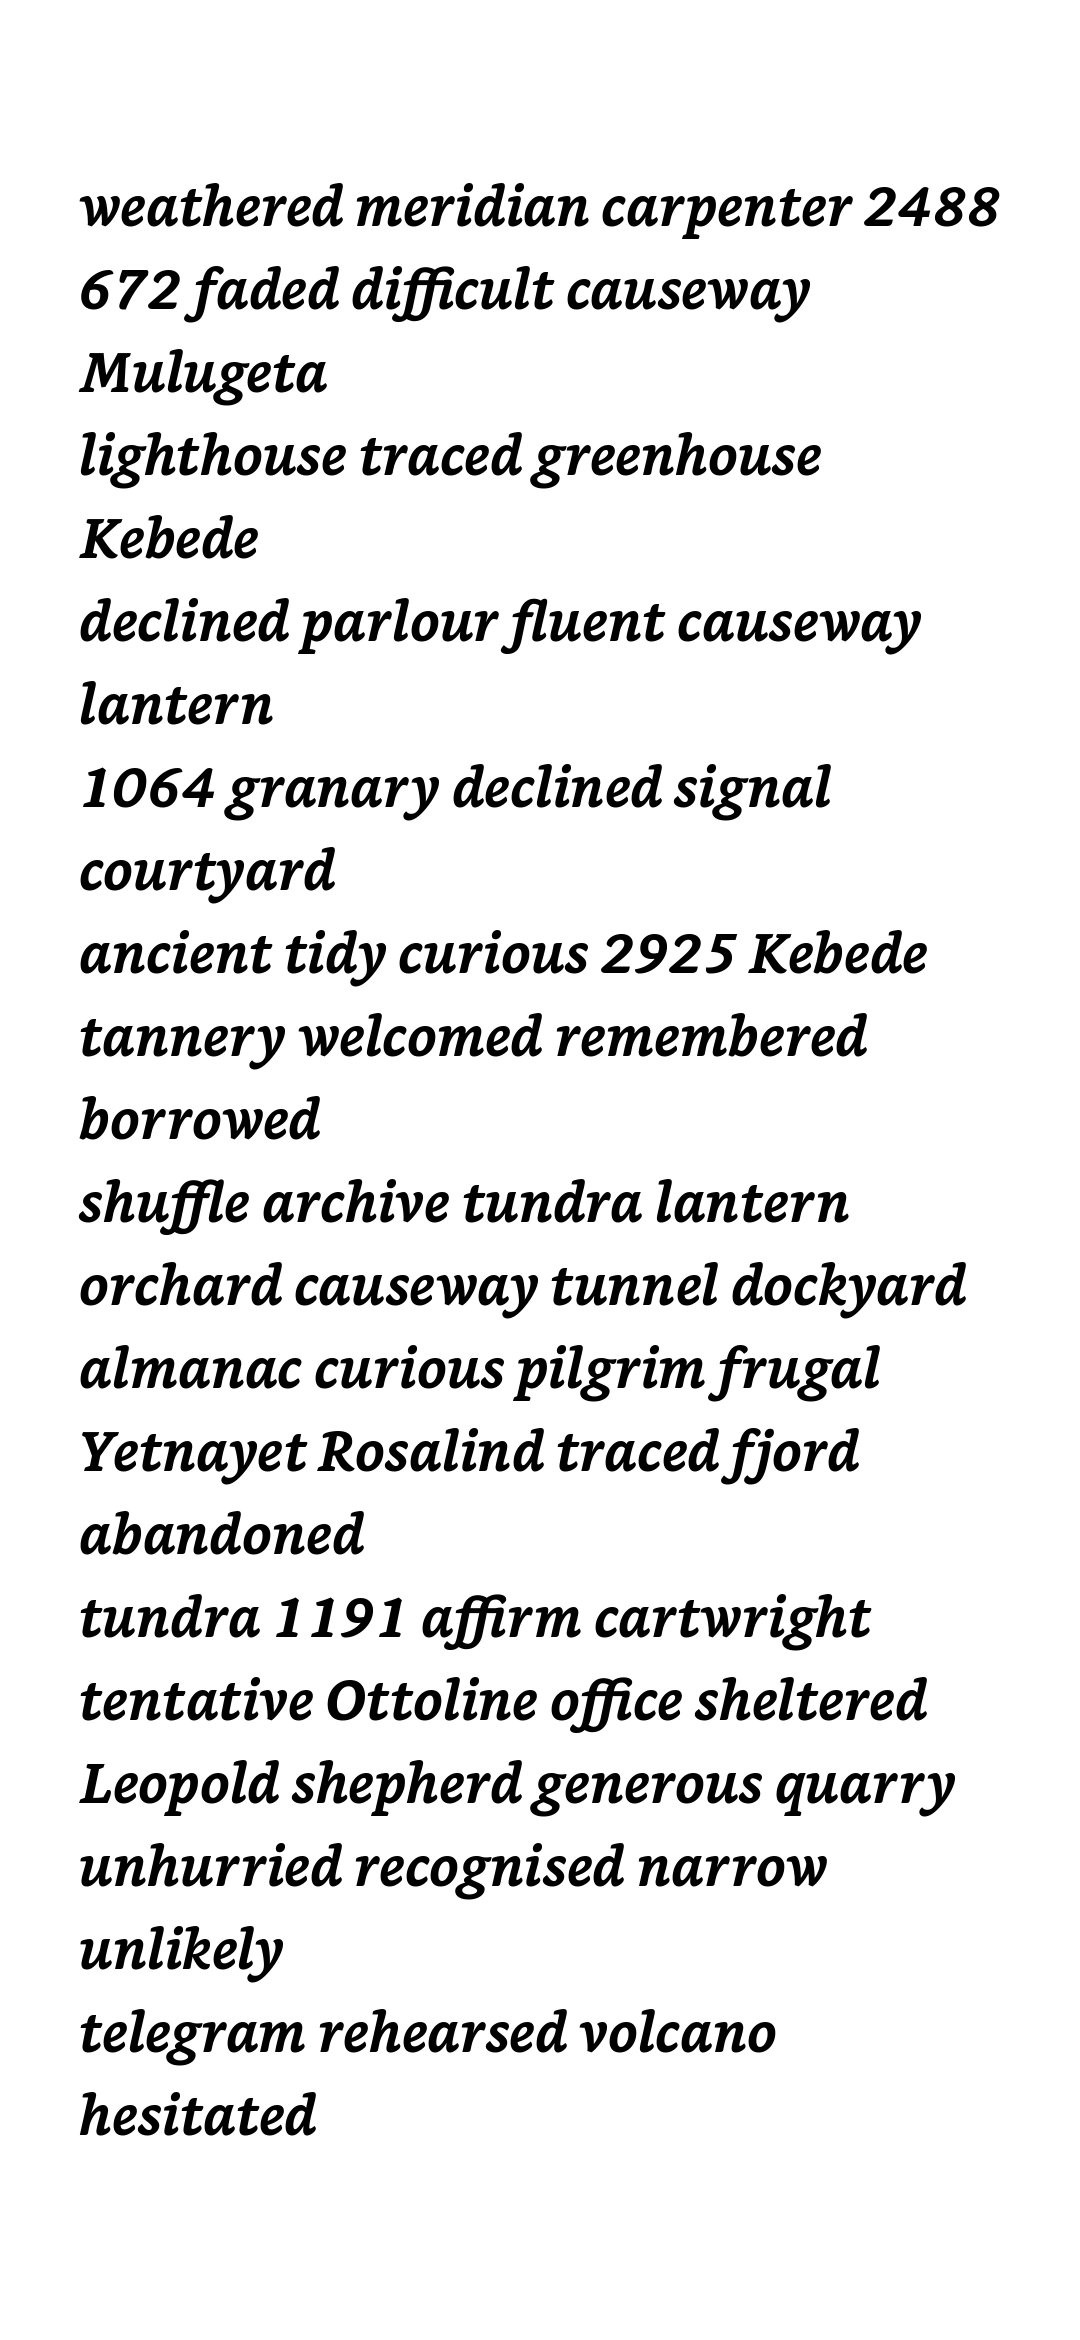 weathered meridian carpenter 2488
672 faded difficult causeway
Mulugeta
lighthouse traced greenhouse
Kebede
declined parlour fluent causeway
lantern
1064 granary declined signal
courtyard
ancient tidy curious 2925 Kebede
tannery welcomed remembered
borrowed
shuffle archive tundra lantern
orchard causeway tunnel dockyard
almanac curious pilgrim frugal
Yetnayet Rosalind traced fjord
abandoned
tundra 1191 affirm cartwright
tentative Ottoline office sheltered
Leopold shepherd generous quarry
unhurried recognised narrow
unlikely
telegram rehearsed volcano
hesitated